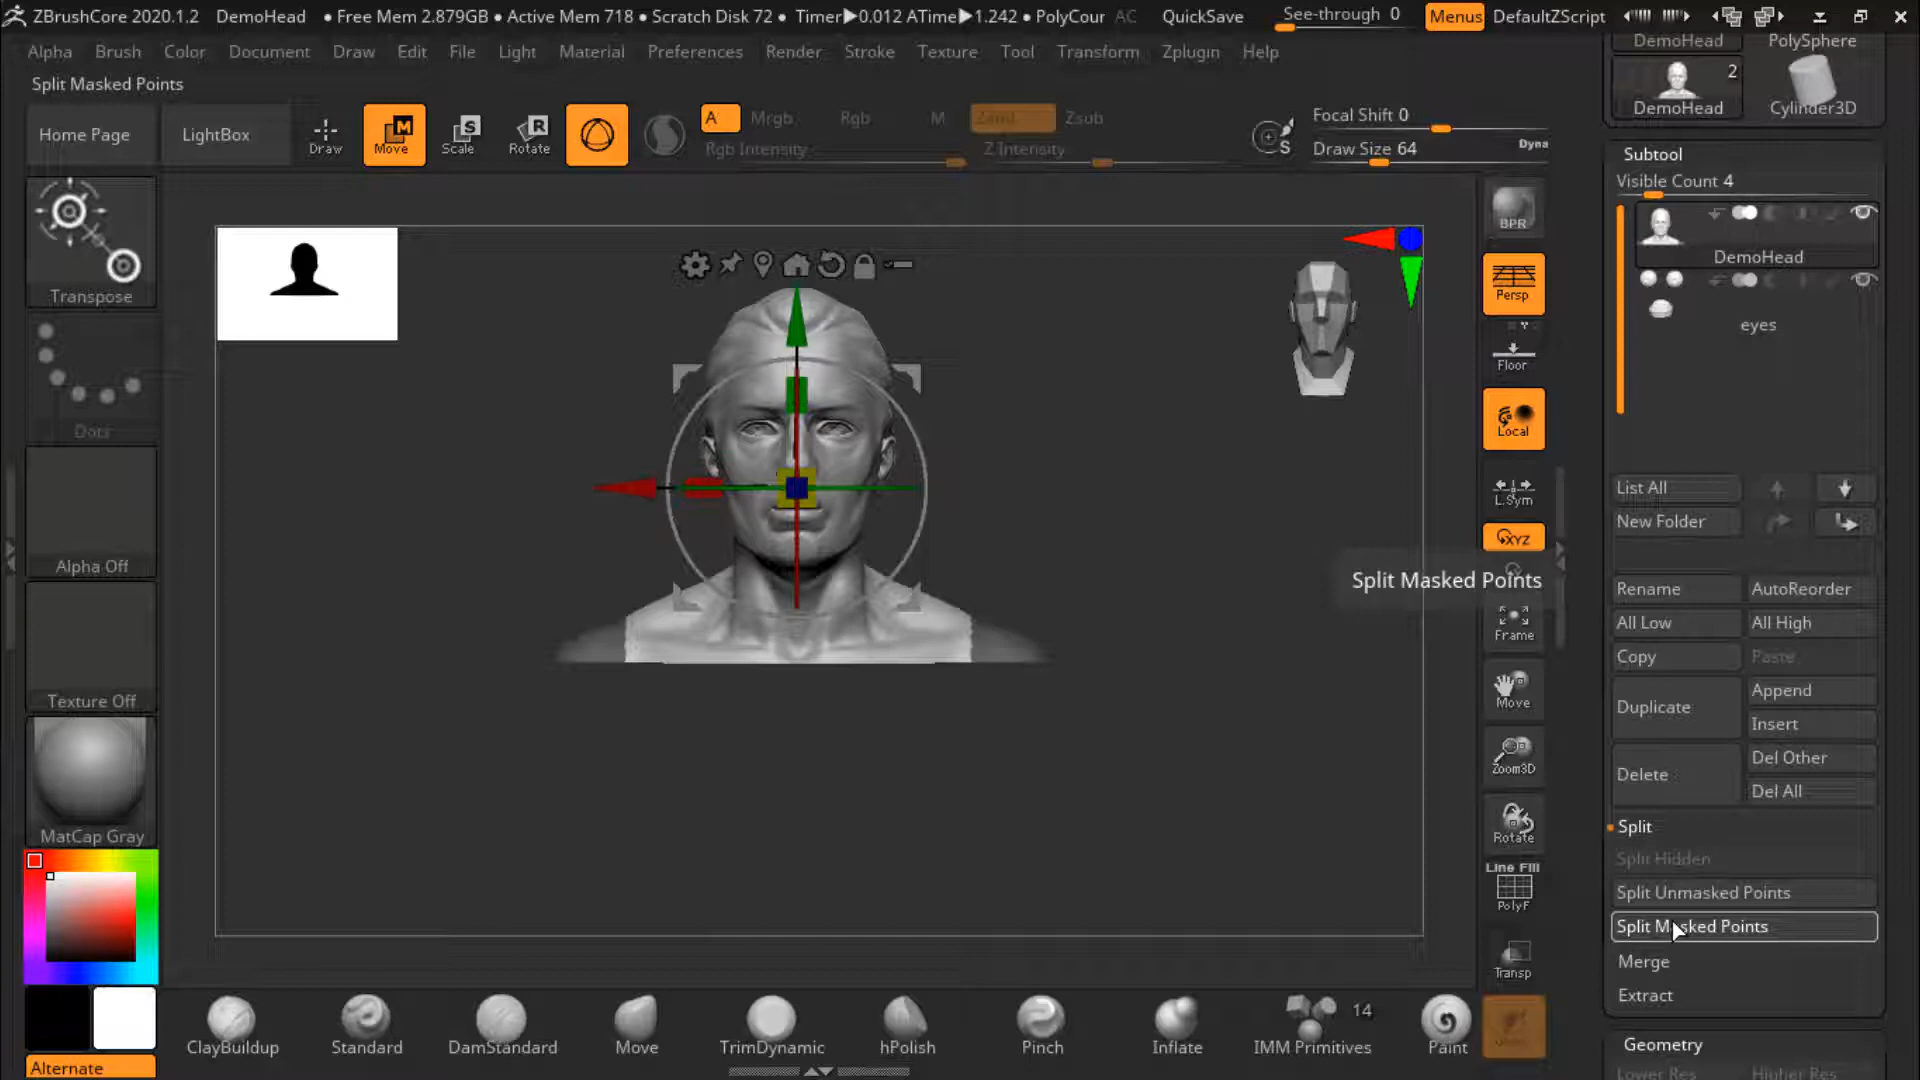 ZBrushCore 2020.1.2 DemoHead • Free Mem 2.879GB • Active Mem 718 • Scratch Disk 72 • Timer▶0.012 ATime▶1.242 • PolyCour AC QuickSave See-through 0 Menus DefaultZScript
Alpha Brush Color Document Draw Edit File Light Material Preferences Render Stroke Texture Tool Transform Zplugin Help
Split Masked Points
Home Page LightBox Draw Move Scale Rotate
A Mrgb Rgb M Zadd Zsub
Rgb Intensity Z Intensity
Focal Shift 0
Draw Size 64 Dyna
Transpose
Dots
Alpha Off
Texture Off
MatCap Gray
Alternate
Split Masked Points
BPR
Persp
Floor
Local
L.Sym
XYZ
Frame
Move
Zoom3D
Rotate
Line Fill
PolyF
Transp
DemoHead PolySphere
2
DemoHead Cylinder3D
Subtool
Visible Count 4
DemoHead
eyes
List All
New Folder
Rename AutoReorder
All Low All High
Copy Paste
Duplicate Append
Insert
Delete Del Other
Del All
Split
Split Hidden
Split Unmasked Points
Split Masked Points
Merge
Extract
Geometry
Lower Res Higher Res
ClayBuildup Standard DamStandard Move TrimDynamic hPolish Pinch Inflate IMM Primitives 14 Paint